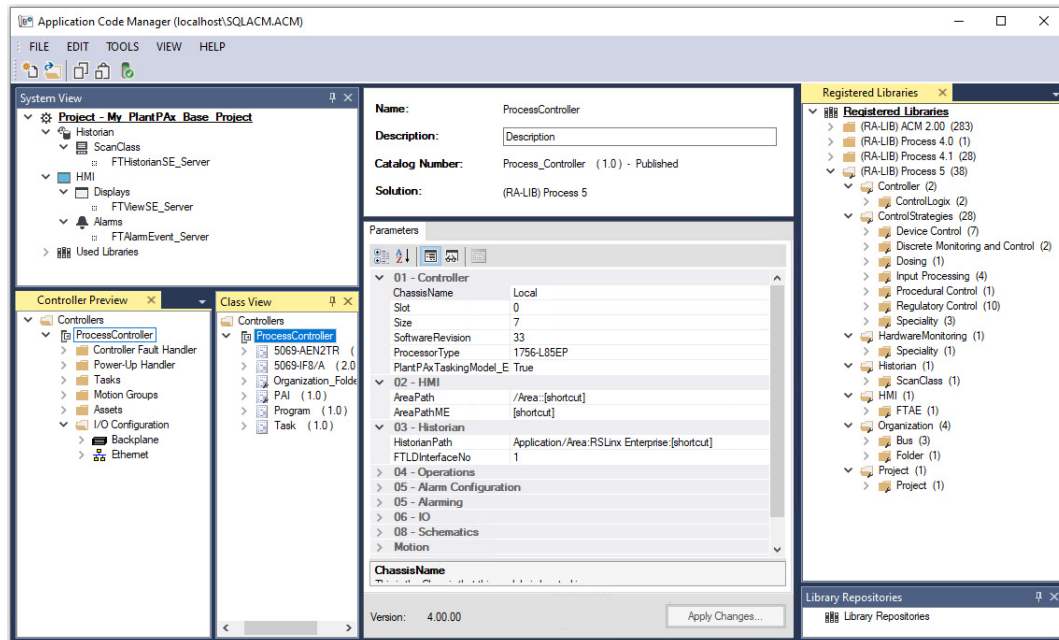 Application Code Manager (localhost\SQLACM.ACM)
FILE EDIT TOOLS VIEW HELP
System View
Project - My_PlantPAx_Base_Project
Historian
ScanClass
FTHistorianSE_Server
HMI
Displays
FTViewSE_Server
Alarms
FTAlarmEvent_Server
Used Libraries
Controller Preview
Controllers
ProcessController
Controller Fault Handler
Power-Up Handler
Tasks
Motion Groups
Assets
I/O Configuration
Backplane
Ethernet
Class View
Controllers
ProcessController
5069-AEN2TR (
5069-IF8/A (2.0
Organization_Folde
PAI (1.0)
Program (1.0)
Task (1.0)
Name: ProcessController
Description: Description
Catalog Number: Process_Controller (1.0) - Published
Solution: (RA-LIB) Process 5
Parameters
01 - Controller
ChassisName Local
Slot 0
Size 7
SoftwareRevision 33
ProcessorType 1756-L85EP
PlantPAxTaskingModel_E True
02 - HMI
AreaPath /Area::[shortcut]
AreaPathME [shortcut]
03 - Historian
HistorianPath Application/Area:RSLinx Enterprise:[shortcut]
FTLDInterfaceNo 1
04 - Operations
05 - Alarm Configuration
05 - Alarming
06 - IO
08 - Schematics
Motion
ChassisName
Version: 4.00.00
Apply Changes...
Registered Libraries
Registered Libraries
(RA-LIB) ACM 2.00 (283)
(RA-LIB) Process 4.0 (1)
(RA-LIB) Process 4.1 (28)
(RA-LIB) Process 5 (38)
Controller (2)
ControlLogix (2)
ControlStrategies (28)
Device Control (7)
Discrete Monitoring and Control (2)
Dosing (1)
Input Processing (4)
Procedural Control (1)
Regulatory Control (10)
Speciality (3)
HardwareMonitoring (1)
Speciality (1)
Historian (1)
ScanClass (1)
HMI (1)
FTAE (1)
Organization (4)
Bus (3)
Folder (1)
Project (1)
Project (1)
Library Repositories
Library Repositories